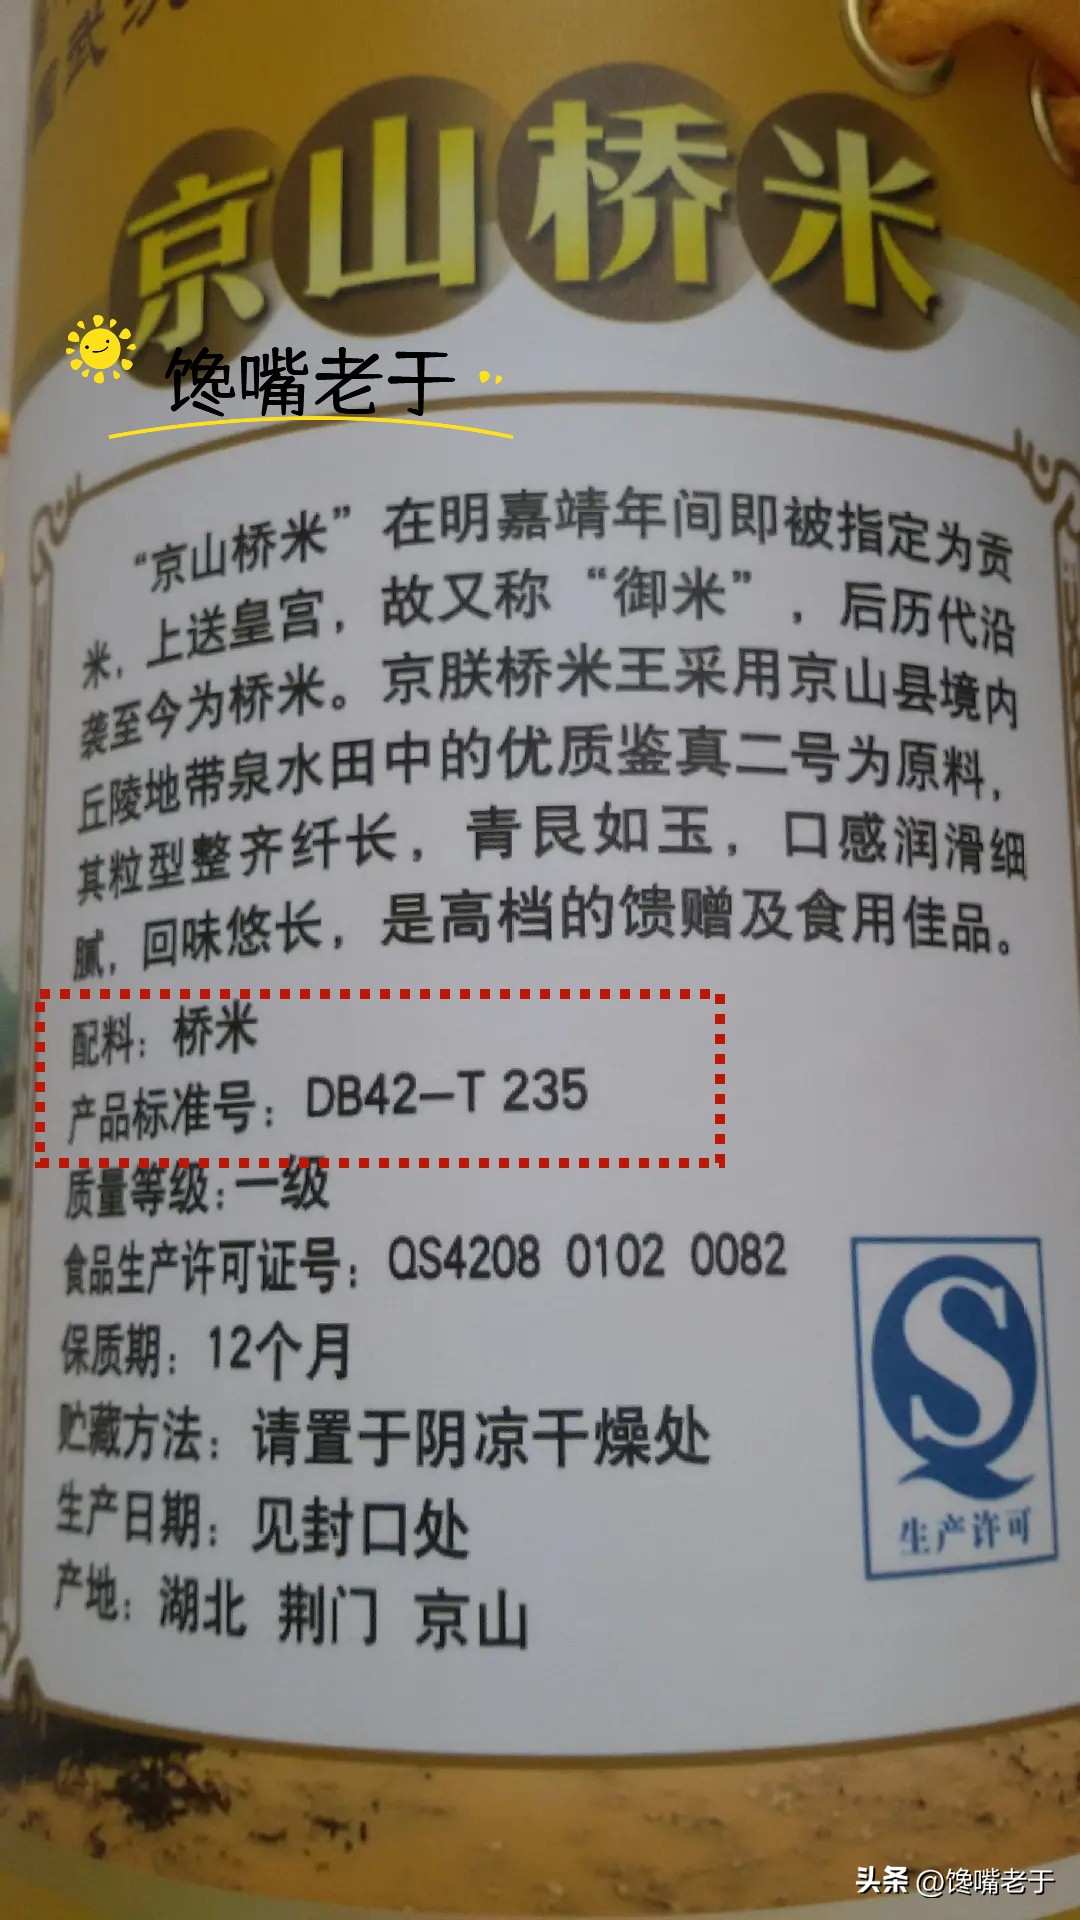 武
京山桥米
馋嘴老于
“京山桥米”在明嘉靖年间即被指定为贡
米，上送皇宫，故又称“御米”，后历代沿
袭至今为桥米。京朕桥米王采用京山县境内
丘陵地带泉水田中的优质鉴真二号为原料，
其粒型整齐纤长，青艮如玉，口感润滑细
腻，回味悠长，是高档的馈赠及食用佳品。
配料：桥米
产品标准号：DB42-T 235
质量等级：一级
食品生产许可证号：QS4208 0102 0082
保质期：12个月
贮藏方法：请置于阴凉干燥处
生产日期：见封口处
产地：湖北 荆门 京山
生产许可
头条 @馋嘴老于